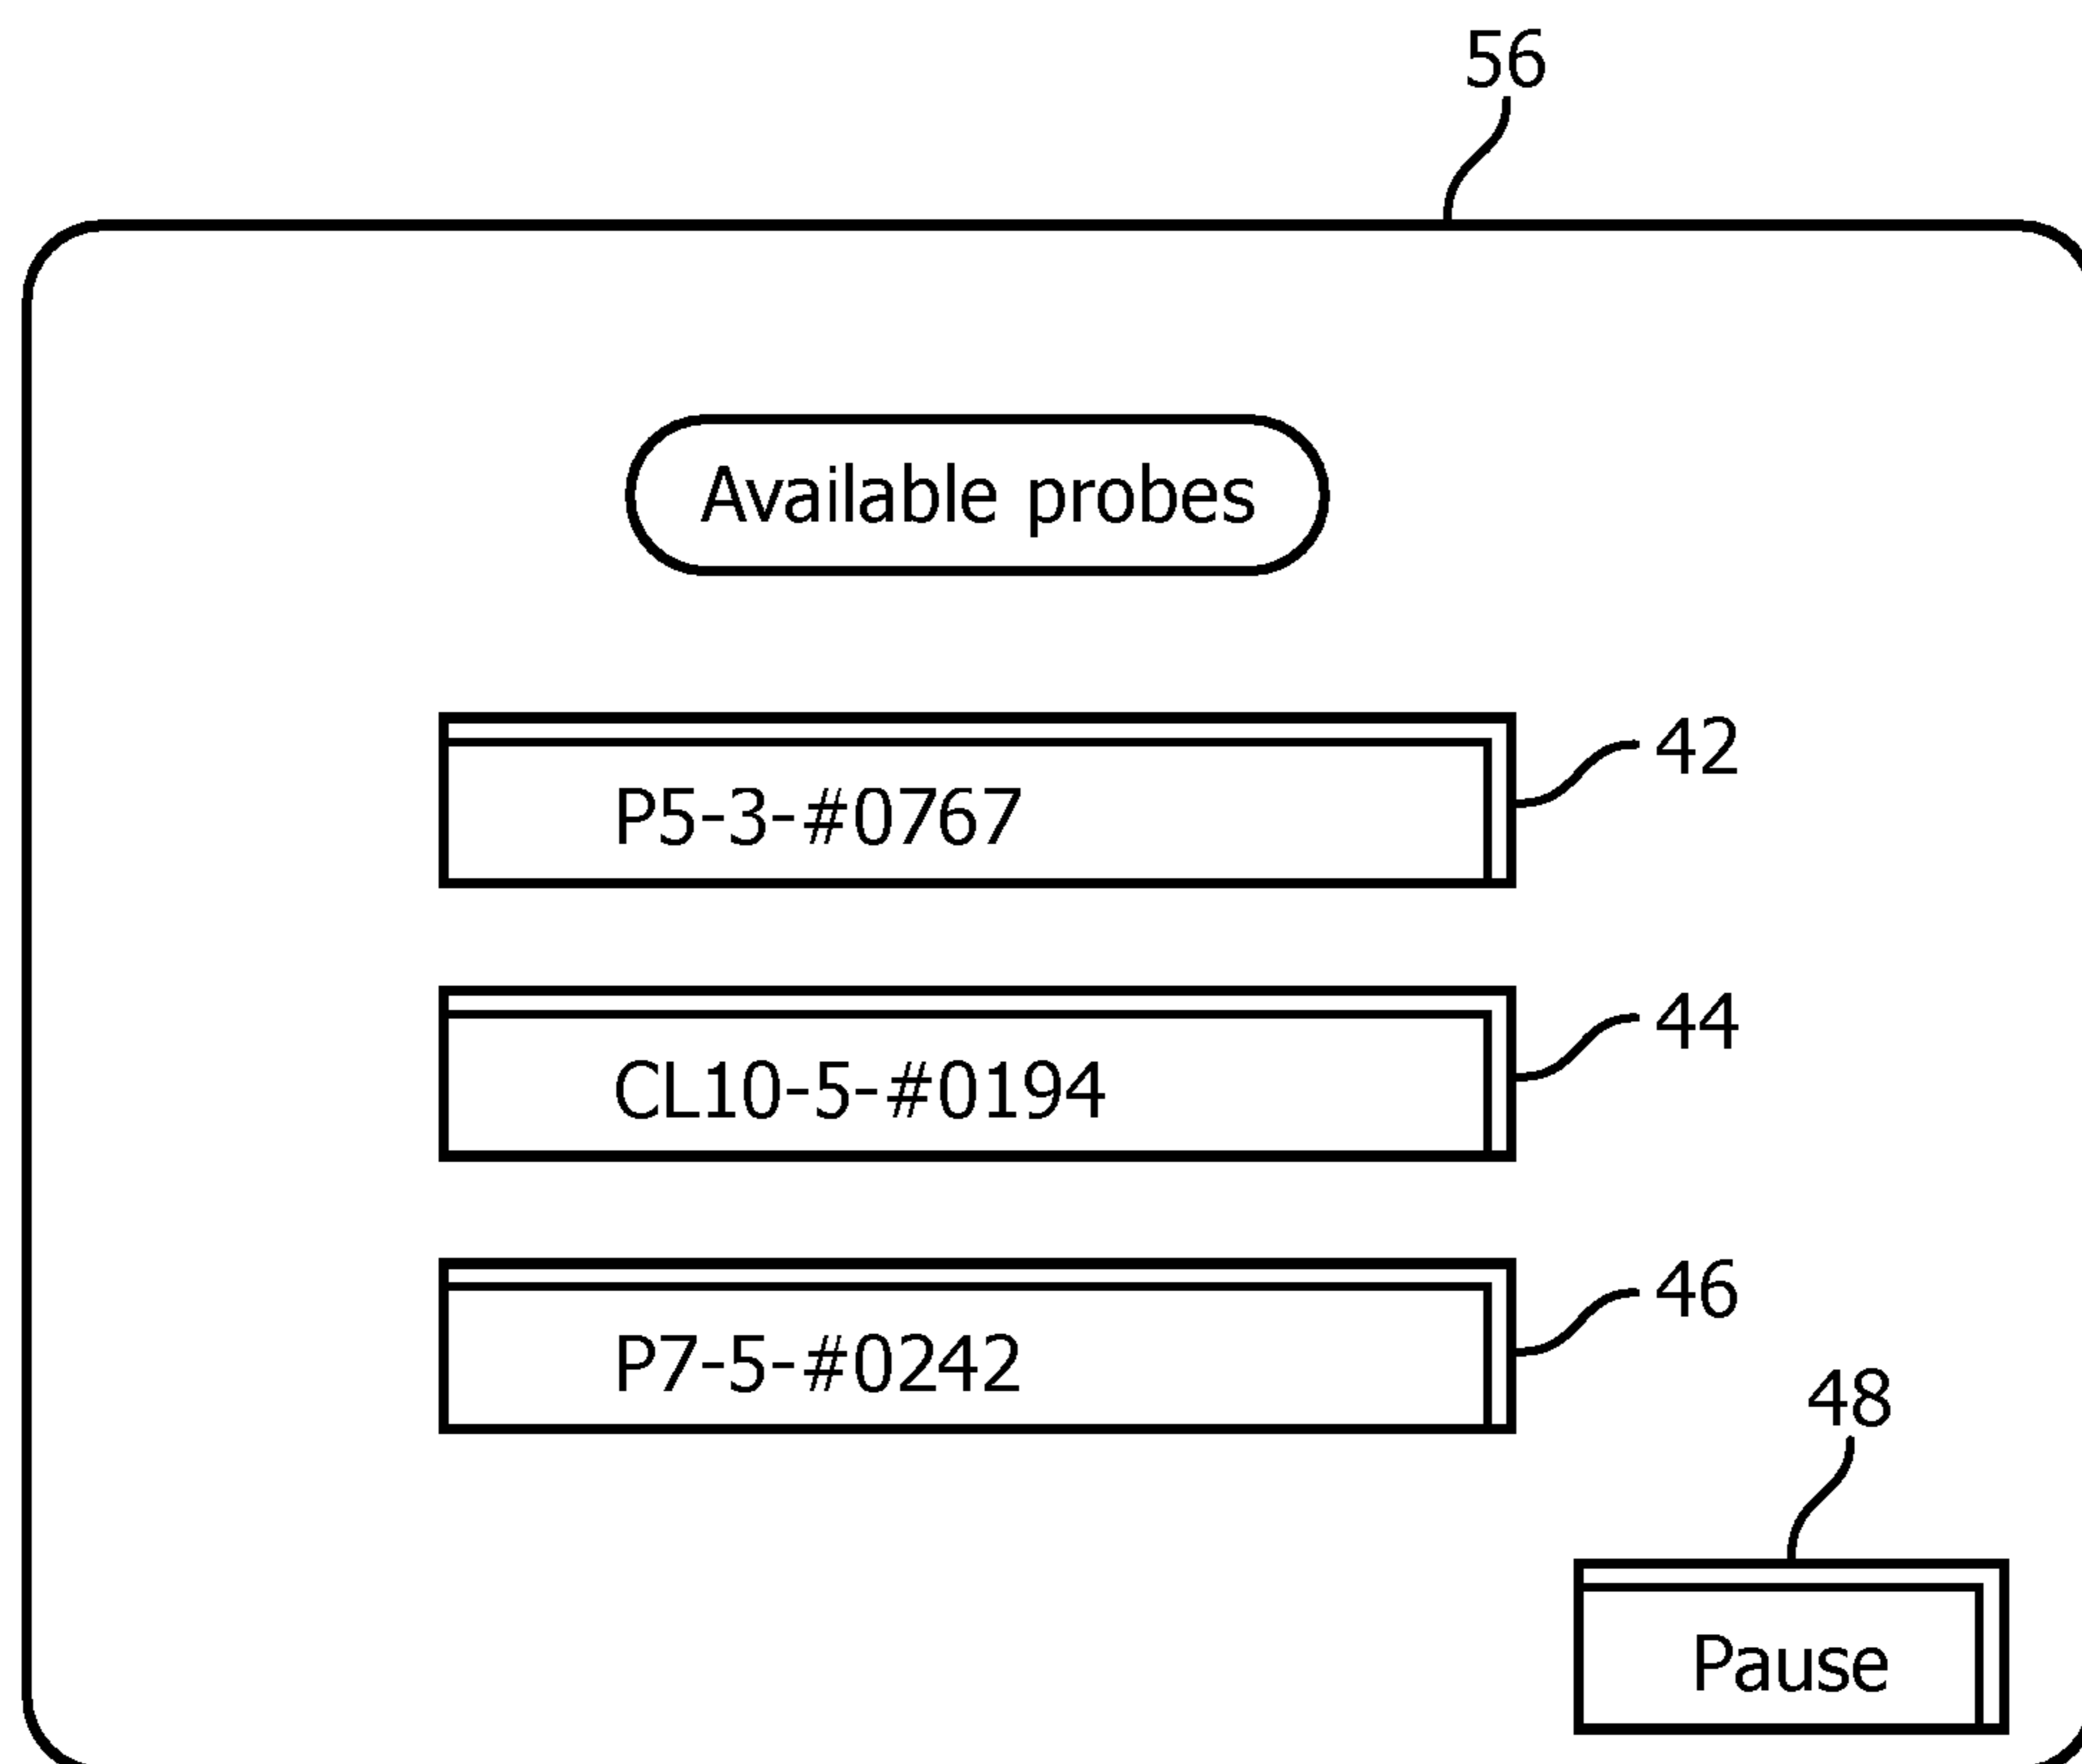 56
Available probes
P5-3-#0767
42
CL10-5-#0194
44
P7-5-#0242
46
48
Pause